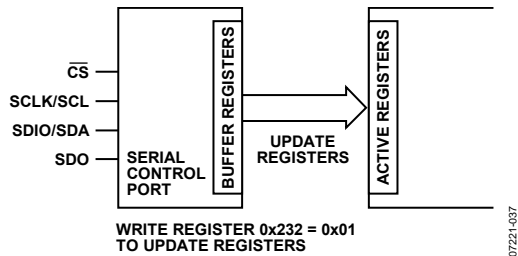 CS
SCLK/SCL
SDIO/SDA
SDO
SERIAL
CONTROL
PORT
BUFFER REGISTERS
UPDATE
REGISTERS
ACTIVE REGISTERS
WRITE REGISTER 0x232 = 0x01
TO UPDATE REGISTERS
07221-037